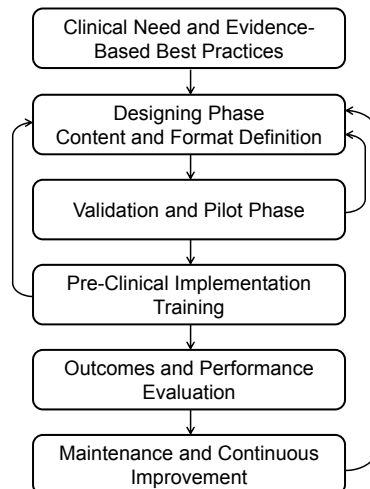 Clinical Need and Evidence-
Based Best Practices
Designing Phase
Content and Format Definition
Validation and Pilot Phase
Pre-Clinical Implementation
Training
Outcomes and Performance
Evaluation
Maintenance and Continuous
Improvement